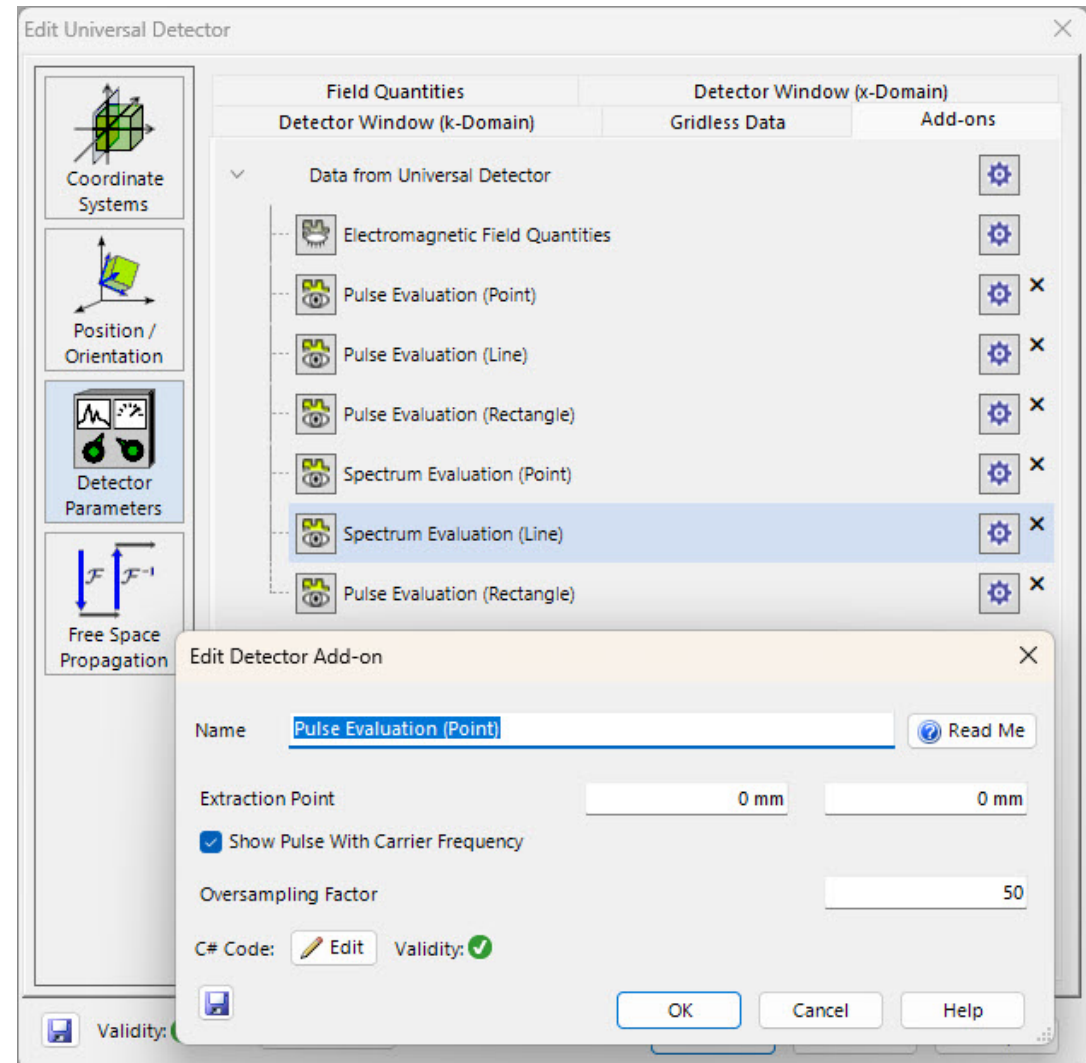 Edit Universal Detector
Field Quantities
Detector Window (x-Domain)
Detector Window (k-Domain)
Gridless Data
Add-ons
Coordinate
Systems
Position /
Orientation
Detector
Parameters
ℱ ℱ⁻¹
Free Space
Propagation
Data from Universal Detector
Electromagnetic Field Quantities
Pulse Evaluation (Point)
Pulse Evaluation (Line)
Pulse Evaluation (Rectangle)
Spectrum Evaluation (Point)
Spectrum Evaluation (Line)
Pulse Evaluation (Rectangle)
Edit Detector Add-on
Name Pulse Evaluation (Point) Read Me
Extraction Point 0 mm 0 mm
Show Pulse With Carrier Frequency
Oversampling Factor 50
C# Code: Edit Validity:
OK Cancel Help
Validity: